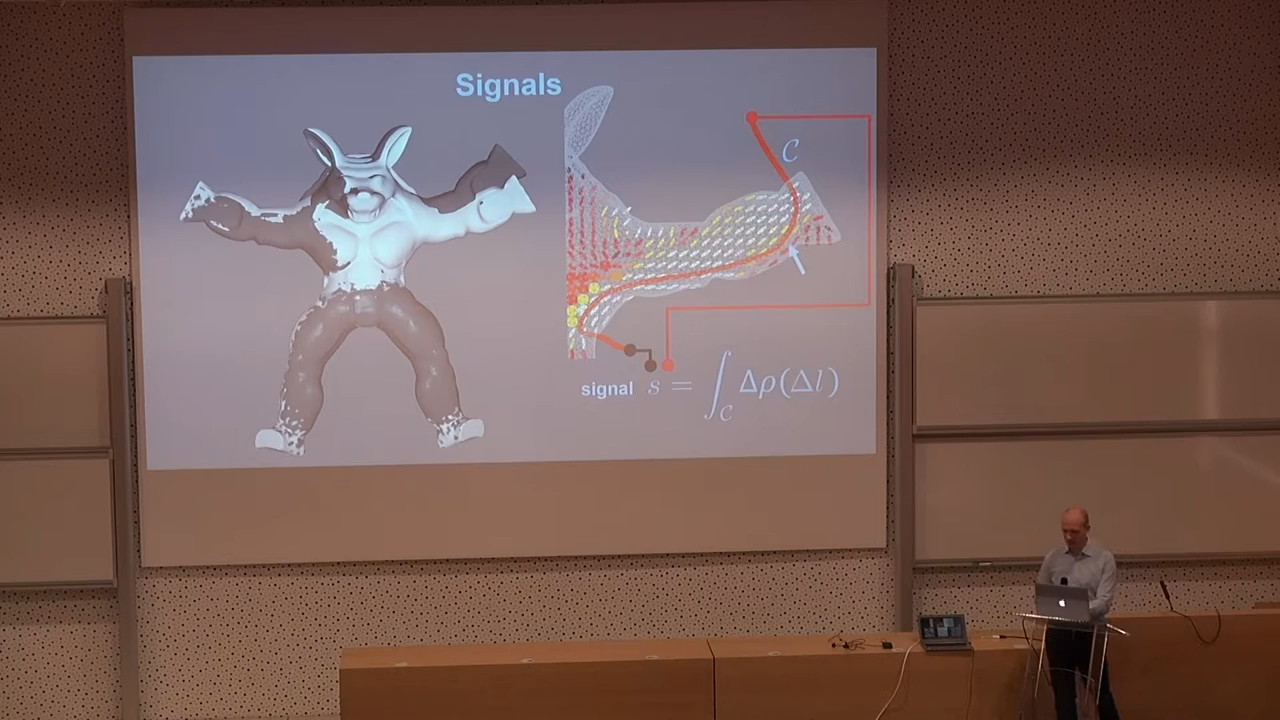 Signals
C
signal s = ∫_C Δρ(Δl)